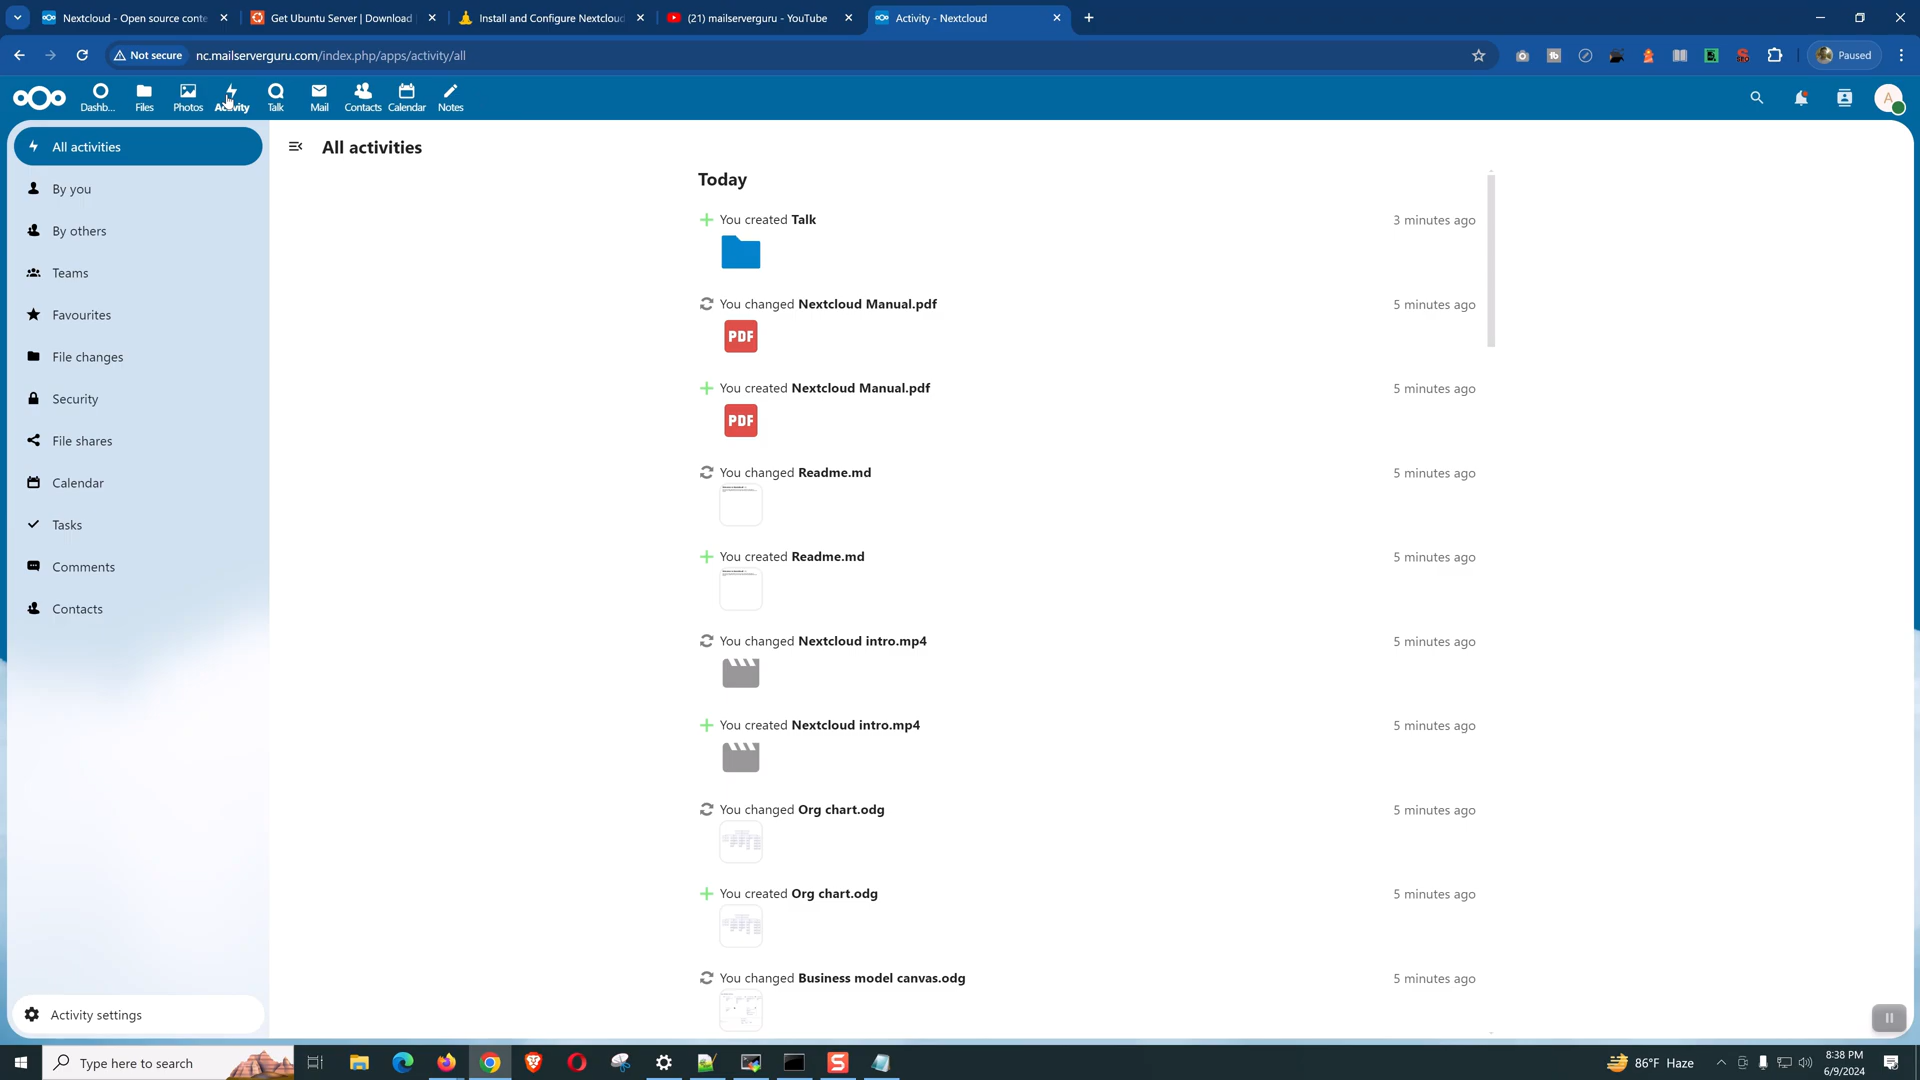 Nextcloud - Open source conte
Get Ubuntu Server | Download
Install and Configure Nextcloud
(21) mailserverguru - YouTube
Activity - Nextcloud
Not secure
nc.mailserverguru.com/index.php/apps/activity/all
Paused
Dashb...
Files
Photos
Activity
Talk
Mail
Contacts
Calendar
Notes
A
All activities
By you
By others
Teams
Favourites
File changes
Security
File shares
Calendar
Tasks
Comments
Contacts
Activity settings
All activities
Today
You created Talk
3 minutes ago
You changed Nextcloud Manual.pdf
5 minutes ago
PDF
You created Nextcloud Manual.pdf
5 minutes ago
PDF
You changed Readme.md
5 minutes ago
You created Readme.md
5 minutes ago
You changed Nextcloud intro.mp4
5 minutes ago
You created Nextcloud intro.mp4
5 minutes ago
You changed Org chart.odg
5 minutes ago
You created Org chart.odg
5 minutes ago
You changed Business model canvas.odg
5 minutes ago
Type here to search
86°F Haze
8:38 PM
6/9/2024